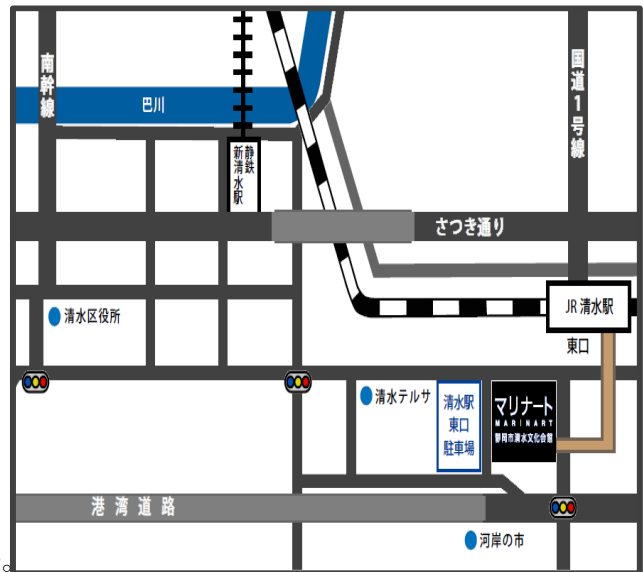 南幹線
巴川
国道1号線
静鉄
新清水駅
さつき通り
JR 清水駅
東口
清水区役所
清水テルサ
清水駅
東口
駐車場
マリナート
MARINART
静岡市清水文化会館
港湾道路
河岸の市
。